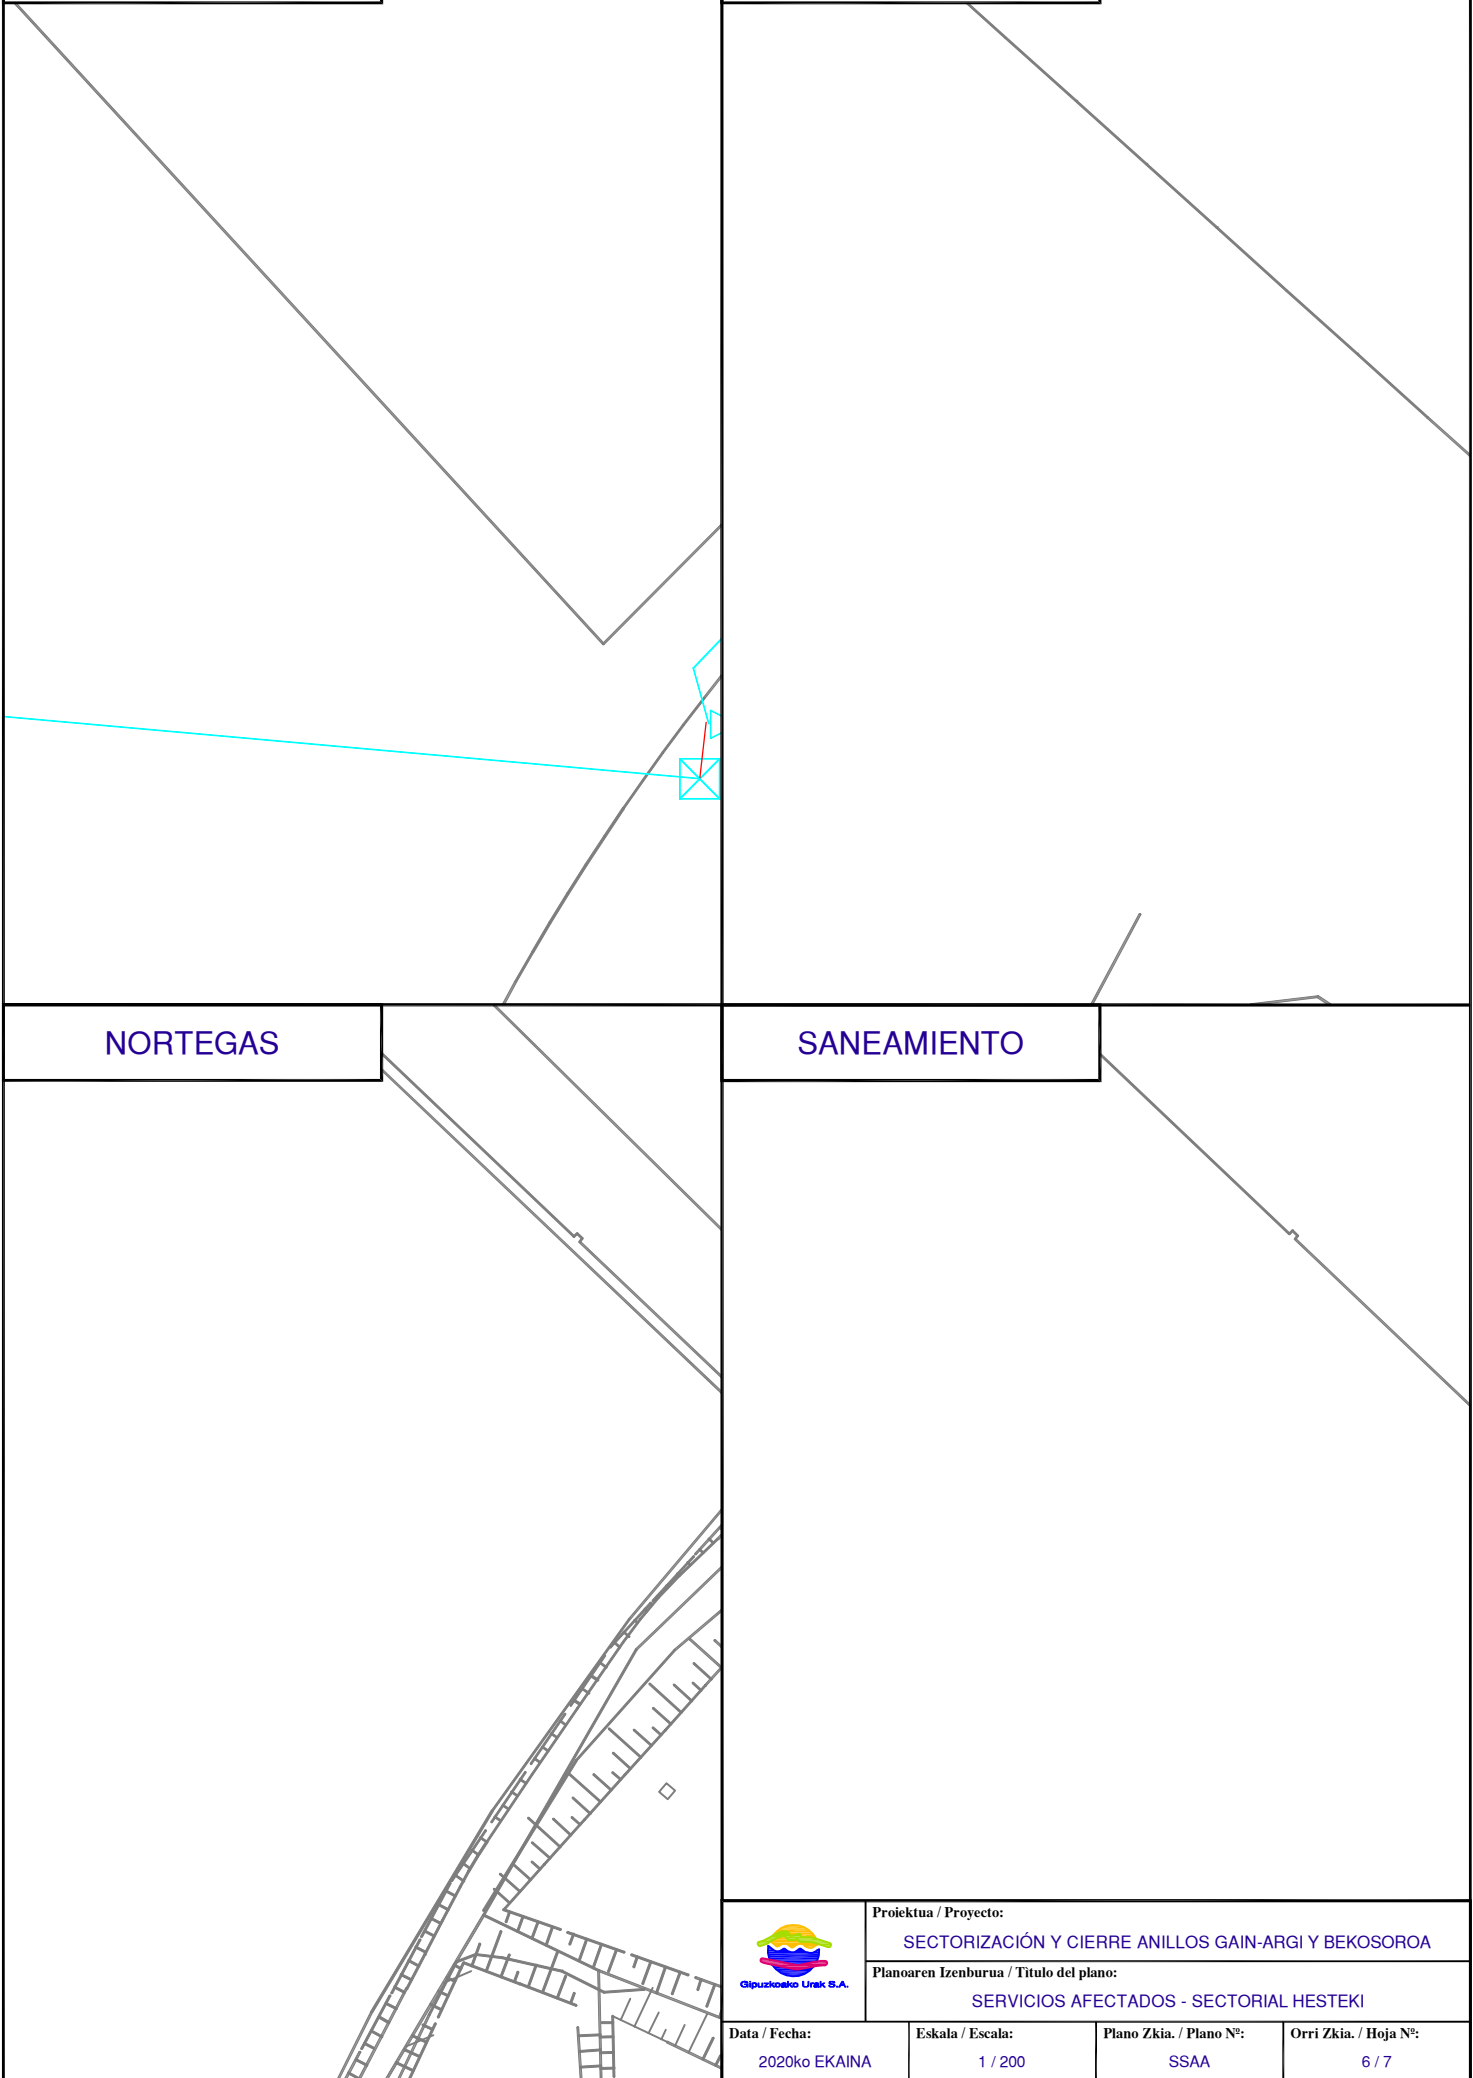 NORTEGAS
SANEAMIENTO
Gipuzkoako Urak S.A.
Proiektua / Proyecto:
SECTORIZACIÓN Y CIERRE ANILLOS GAIN-ARGI Y BEKOSOROA
Planoaren Izenburua / Titulo del plano:
SERVICIOS AFECTADOS - SECTORIAL HESTEKI
Data / Fecha:
2020ko EKAINA
Eskala / Escala:
1 / 200
Plano Zkia. / Plano Nº:
SSAA
Orri Zkia. / Hoja Nº:
6 / 7